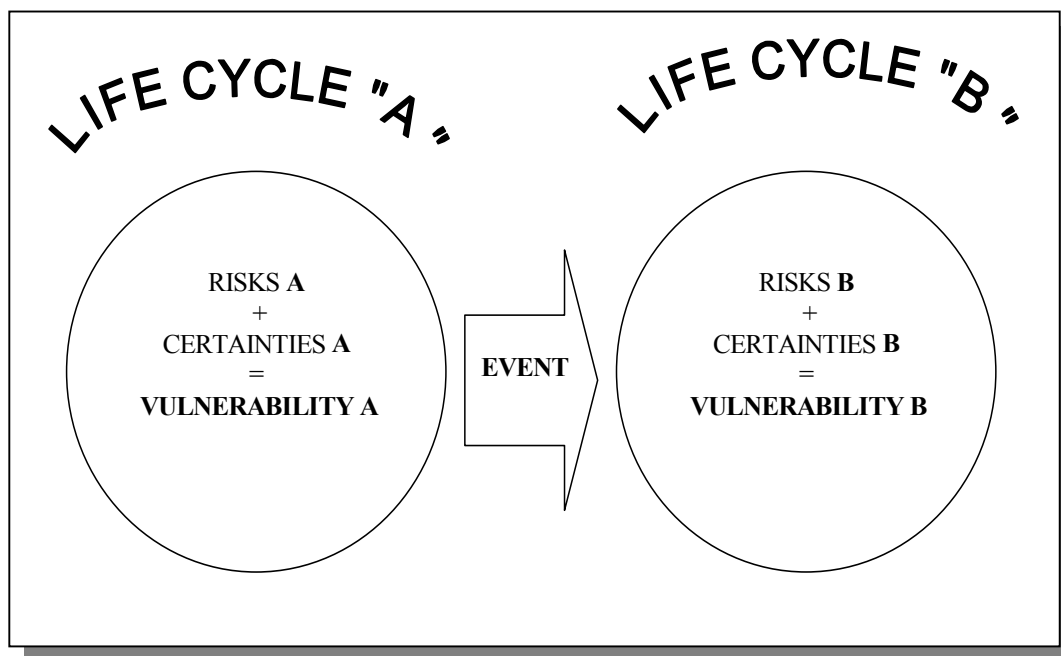 LIFE CYCLE "A"
RISKS A
+
CERTAINTIES A
=
VULNERABILITY A
EVENT
LIFE CYCLE "B"
RISKS B
+
CERTAINTIES B
=
VULNERABILITY B